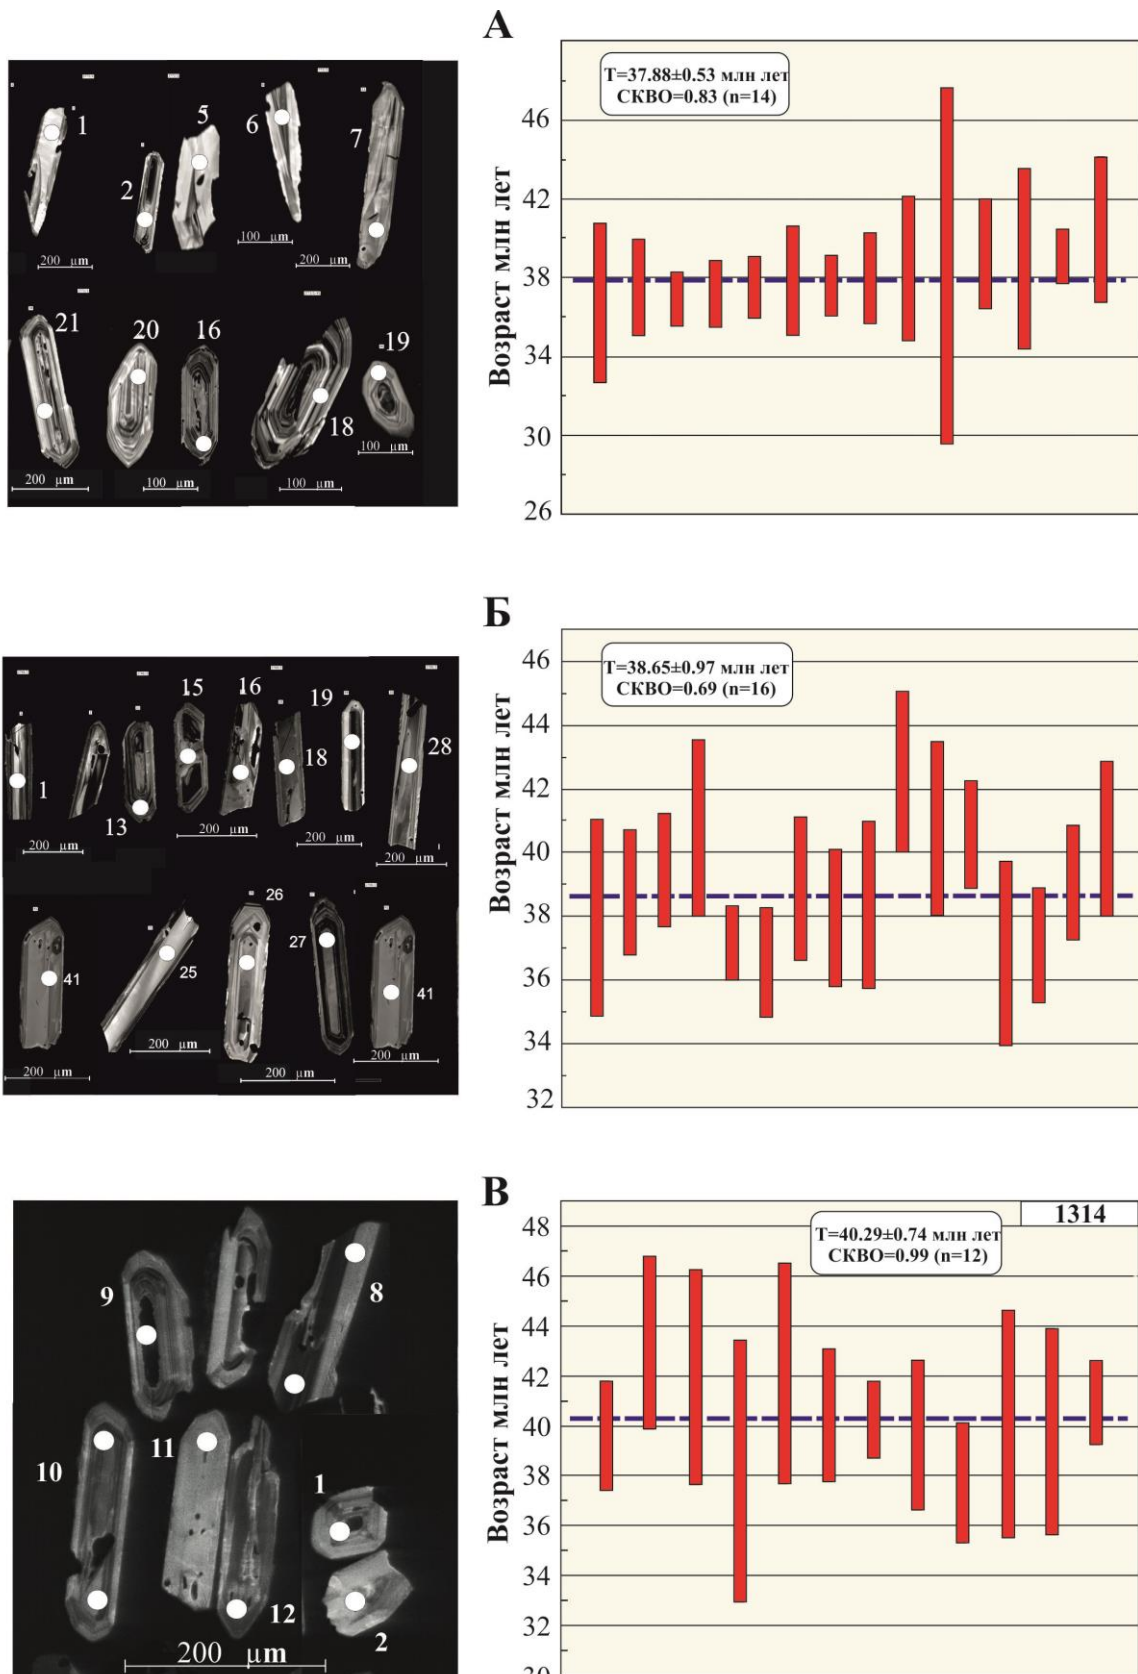 А
1
2
5
6
7
200 µm
100 µm
200 µm
21
20
16
18
19
200 µm
100 µm
100 µm
100 µm
T=37.88±0.53 млн лет
СКВО=0.83 (n=14)
Возраст млн лет
46
42
38
34
30
26
Б
1
13
15
16
18
19
28
200 µm
200 µm
200 µm
200 µm
41
25
26
27
41
200 µm
200 µm
200 µm
200 µm
T=38.65±0.97 млн лет
СКВО=0.69 (n=16)
Возраст млн лет
46
44
42
40
38
36
34
32
В
9
8
10
11
12
1
2
200 µm
1314
T=40.29±0.74 млн лет
СКВО=0.99 (n=12)
Возраст млн лет
48
46
44
42
40
38
36
34
32
30